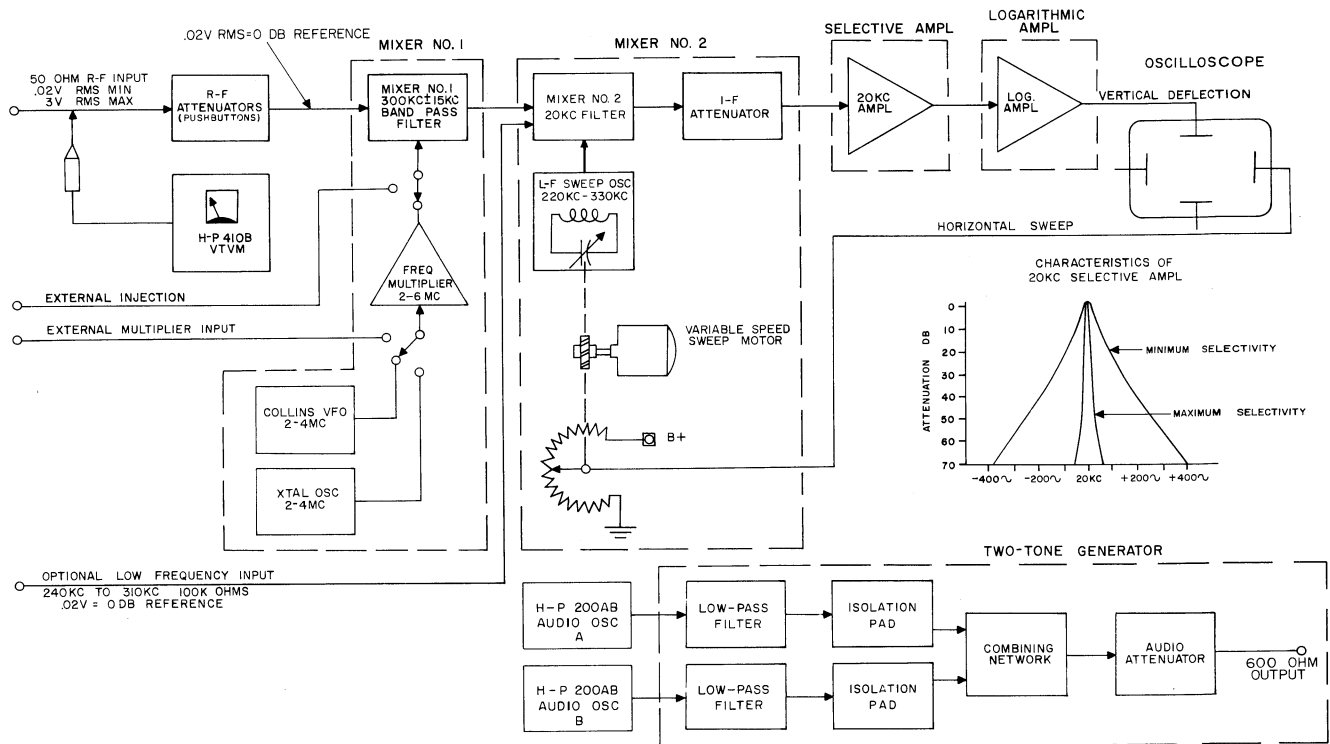 .02V RMS=0 DB REFERENCE
50 OHM R-F INPUT
.02V RMS MIN
3V RMS MAX
R-F
ATTENUATORS
(PUSHBUTTONS)
H-P 410B
VTVM
MIXER NO. 1
MIXER NO. 1
300KC±15KC
BAND PASS
FILTER
FREQ
MULTIPLIER
2-6 MC
EXTERNAL INJECTION
EXTERNAL MULTIPLIER INPUT
COLLINS VFO
2-4MC
XTAL OSC
2-4MC
OPTIONAL LOW FREQUENCY INPUT
240KC TO 310KC 100K OHMS
.02V = 0 DB REFERENCE
MIXER NO. 2
MIXER NO. 2
20KC FILTER
I-F
ATTENUATOR
L-F SWEEP OSC
220KC-330KC
VARIABLE SPEED
SWEEP MOTOR
B+
SELECTIVE AMPL
20KC
AMPL
LOGARITHMIC
AMPL
LOG.
AMPL
OSCILLOSCOPE
VERTICAL DEFLECTION
HORIZONTAL SWEEP
CHARACTERISTICS OF
20KC SELECTIVE AMPL
ATTENUATION DB
0
10
20
30
40
50
60
70
MINIMUM SELECTIVITY
MAXIMUM SELECTIVITY
-400~ -200~ 20KC +200~ +400~
TWO-TONE GENERATOR
H-P 200AB
AUDIO OSC
A
LOW-PASS
FILTER
ISOLATION
PAD
H-P 200AB
AUDIO OSC
B
LOW-PASS
FILTER
ISOLATION
PAD
COMBINING
NETWORK
AUDIO
ATTENUATOR
600 OHM
OUTPUT